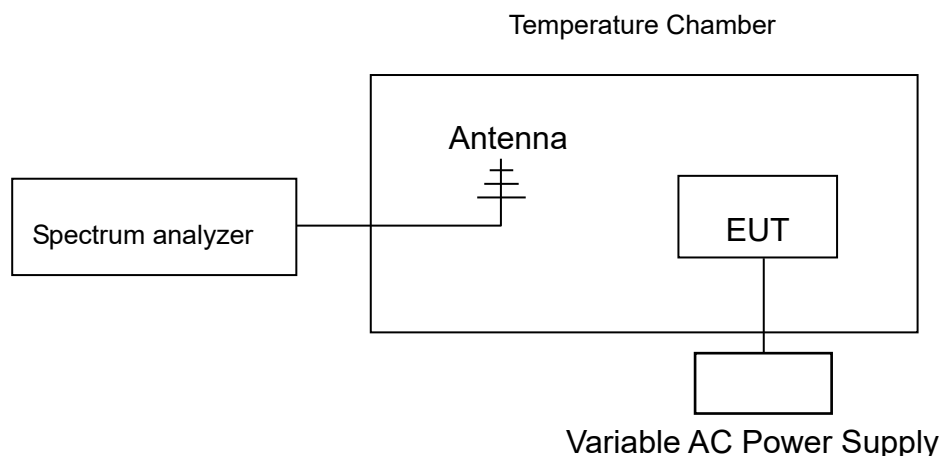 Temperature Chamber
Antenna
Spectrum analyzer
EUT
Variable AC Power Supply